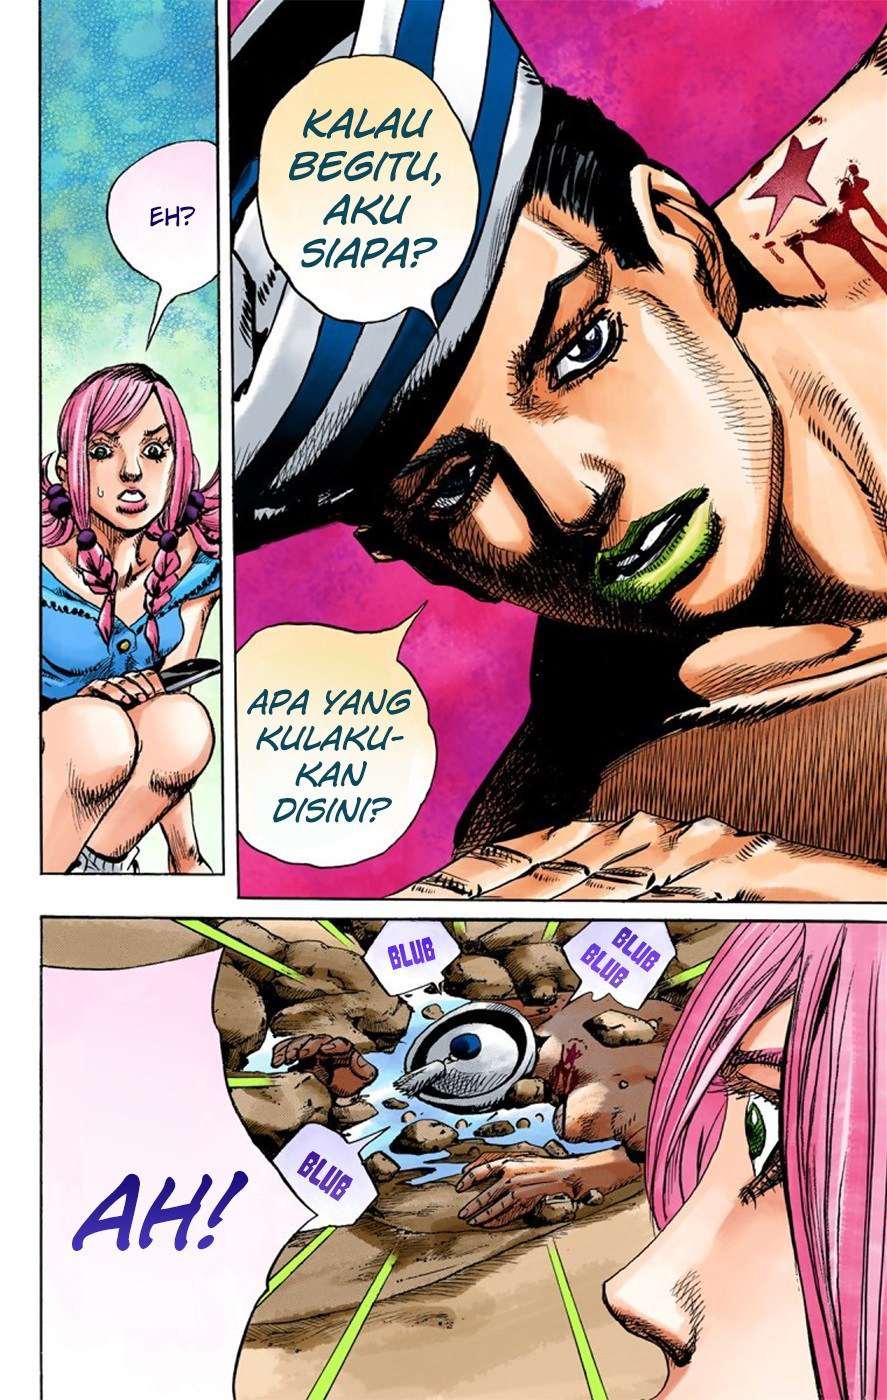 KALAU
BEGITU,
AKU
SIAPA?
APA YANG
KULAKU-
KAN
DISINI?
EH?
BLUB
BLUB
BLUB
BLUB
AH!